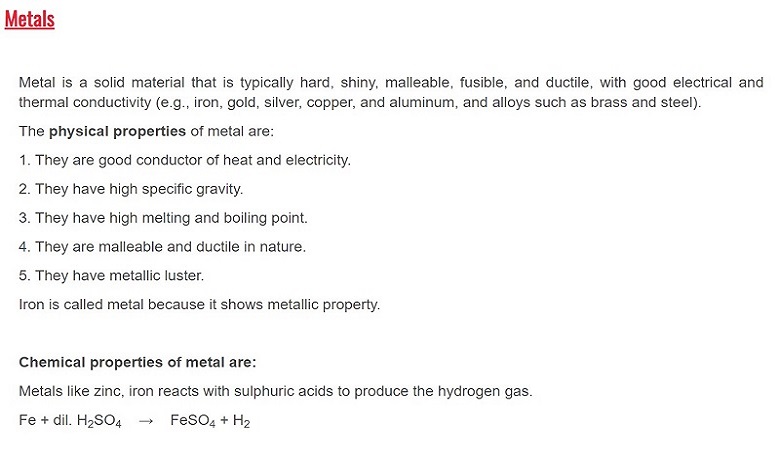 Metals
Metal is a solid material that is typically hard, shiny, malleable, fusible, and ductile, with good electrical and
thermal conductivity (e.g., iron, gold, silver, copper, and aluminum, and alloys such as brass and steel).
The physical properties of metal are:
1. They are good conductor of heat and electricity.
2. They have high specific gravity.
3. They have high melting and boiling point.
4. They are malleable and ductile in nature.
5. They have metallic luster.
Iron is called metal because it shows metallic property.
Chemical properties of metal are:
Metals like zinc, iron reacts with sulphuric acids to produce the hydrogen gas.
Fe + dil. H₂SO₄ → FeSO₄ + H₂